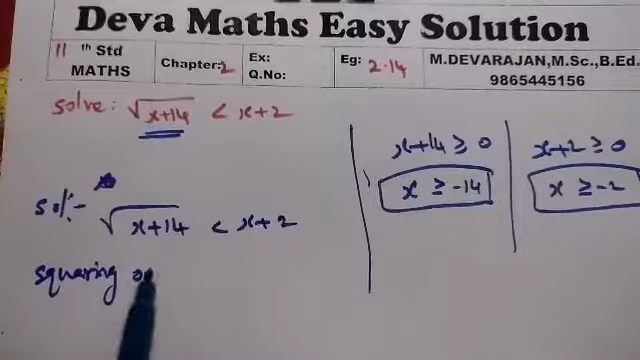 Deva Maths Easy Solution
11 th Std
MATHS
Chapter: 2
Ex:
Q.No:
Eg: 2.14
M.DEVARAJAN,M.Sc.,B.Ed.
9865445156
Solve: √x+14 < x+2
x+14 ≥ 0
x ≥ -14
x+2 ≥ 0
x ≥ -2
Sol:-
√x+14 < x+2
Squaring